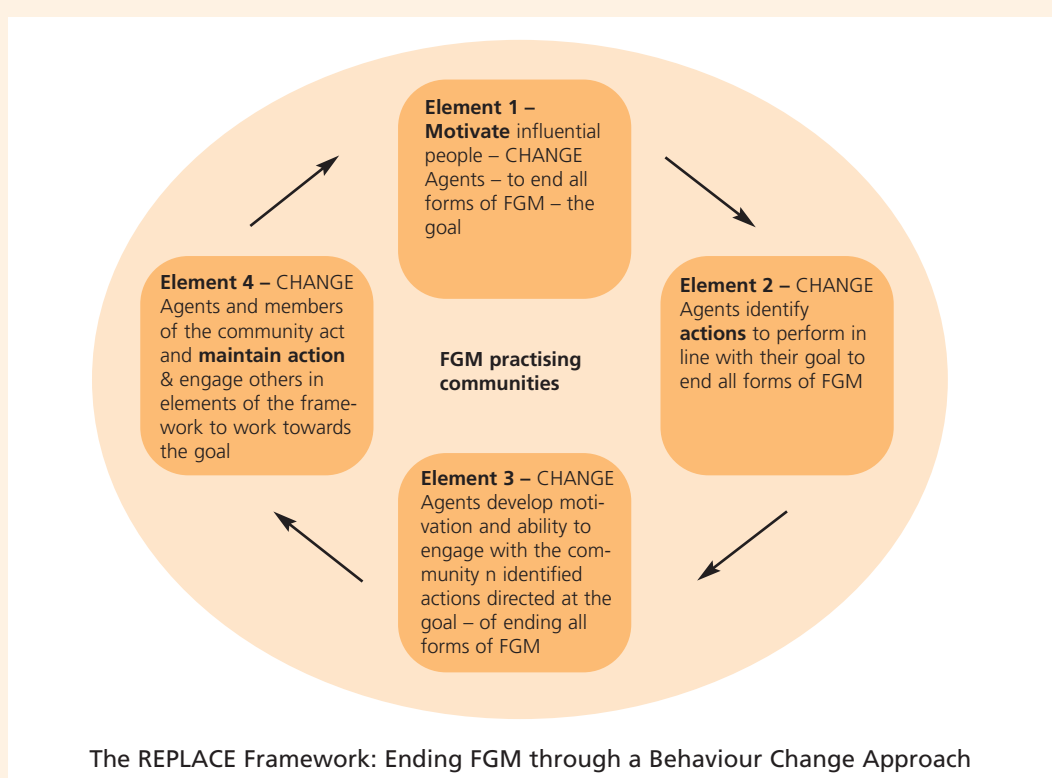 Element 1 –
Motivate influential
people – CHANGE
Agents – to end all
forms of FGM – the
goal
Element 2 – CHANGE
Agents identify
actions to perform in
line with their goal to
end all forms of FGM
Element 3 – CHANGE
Agents develop moti-
vation and ability to
engage with the com-
munity n identified
actions directed at the
goal – of ending all
forms of FGM
Element 4 – CHANGE
Agents and members
of the community act
and maintain action
& engage others in
elements of the frame-
work to work towards
the goal
FGM practising
communities
The REPLACE Framework: Ending FGM through a Behaviour Change Approach